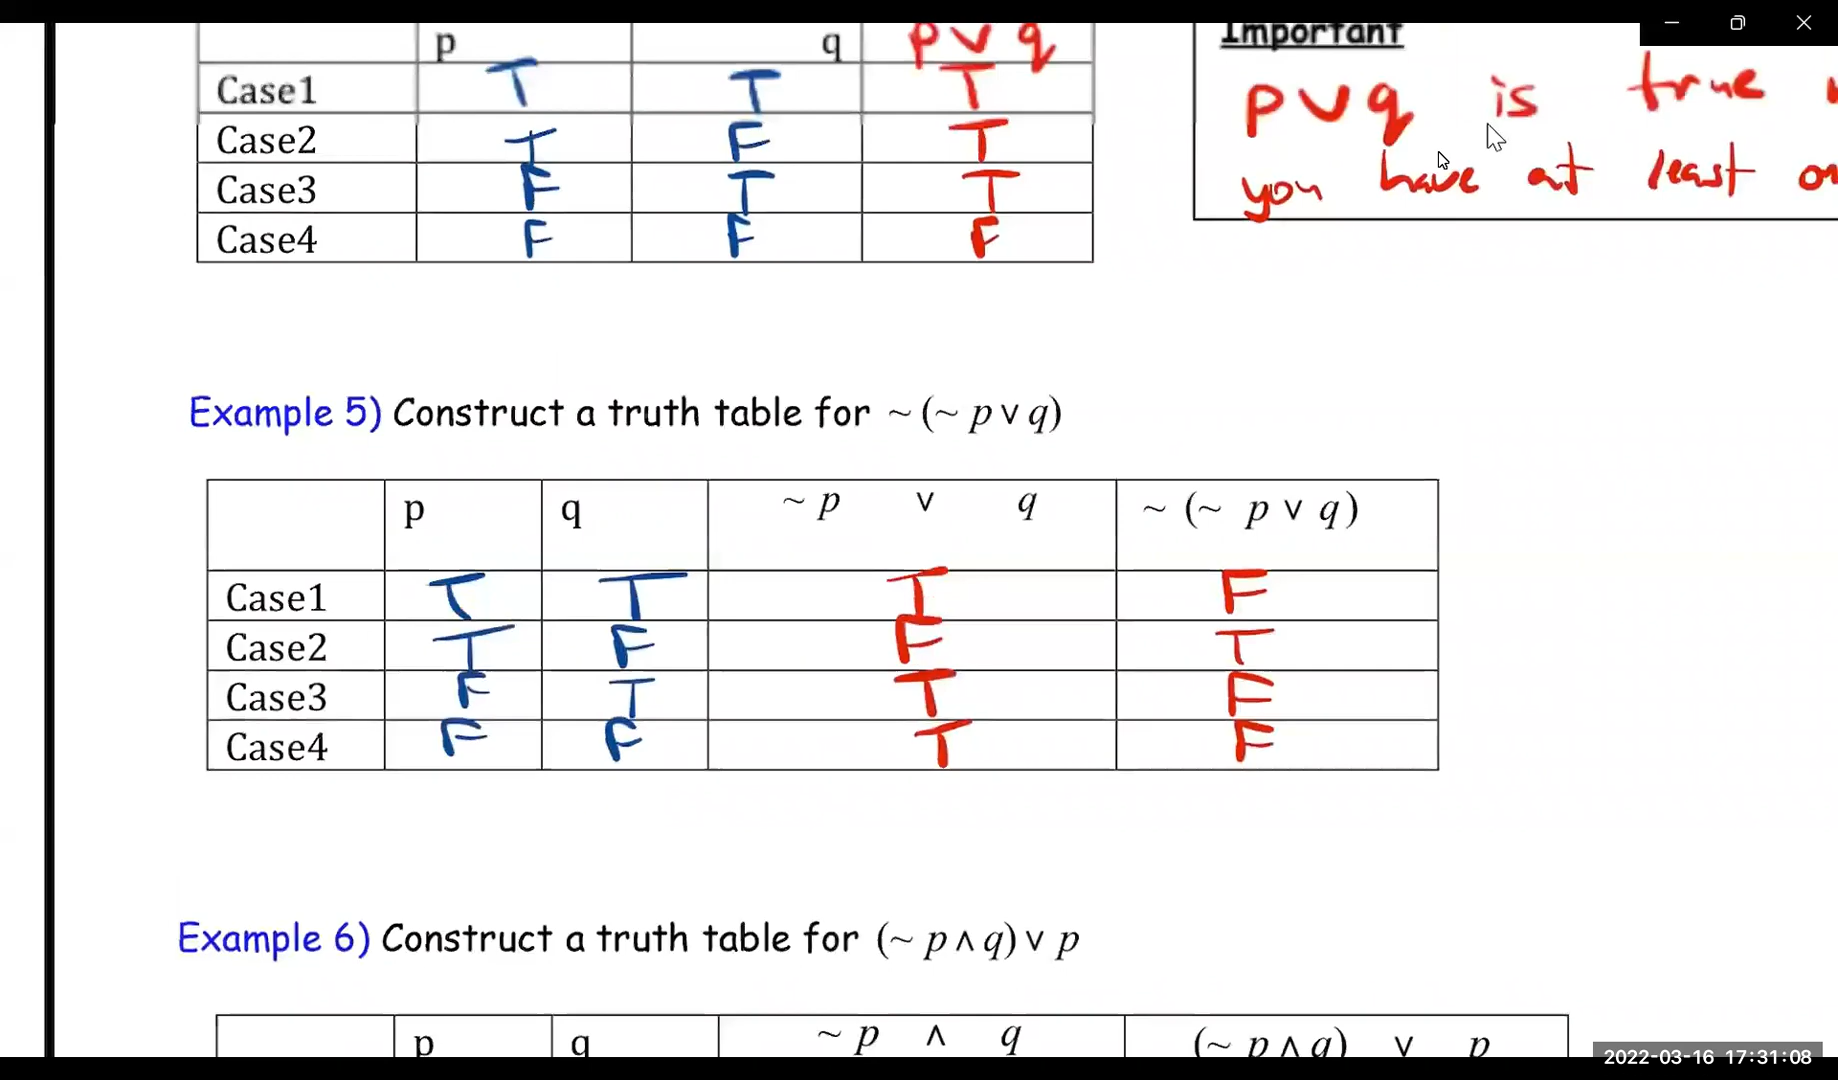 p q p ∨ q
Case1 T T T
Case2 T F T
Case3 F T T
Case4 F F F
Important
p ∨ q is true
you have at least
Example 5) Construct a truth table for ~ (~ p ∨ q)
p q ~ p ∨ q ~ (~ p ∨ q)
Case1 T T T F
Case2 T F F T
Case3 F T T F
Case4 F F T F
Example 6) Construct a truth table for (~ p ∧ q) ∨ p
p q ~ p ∧ q (~ p ∧ q) ∨ p
2022-03-16 17:31:08